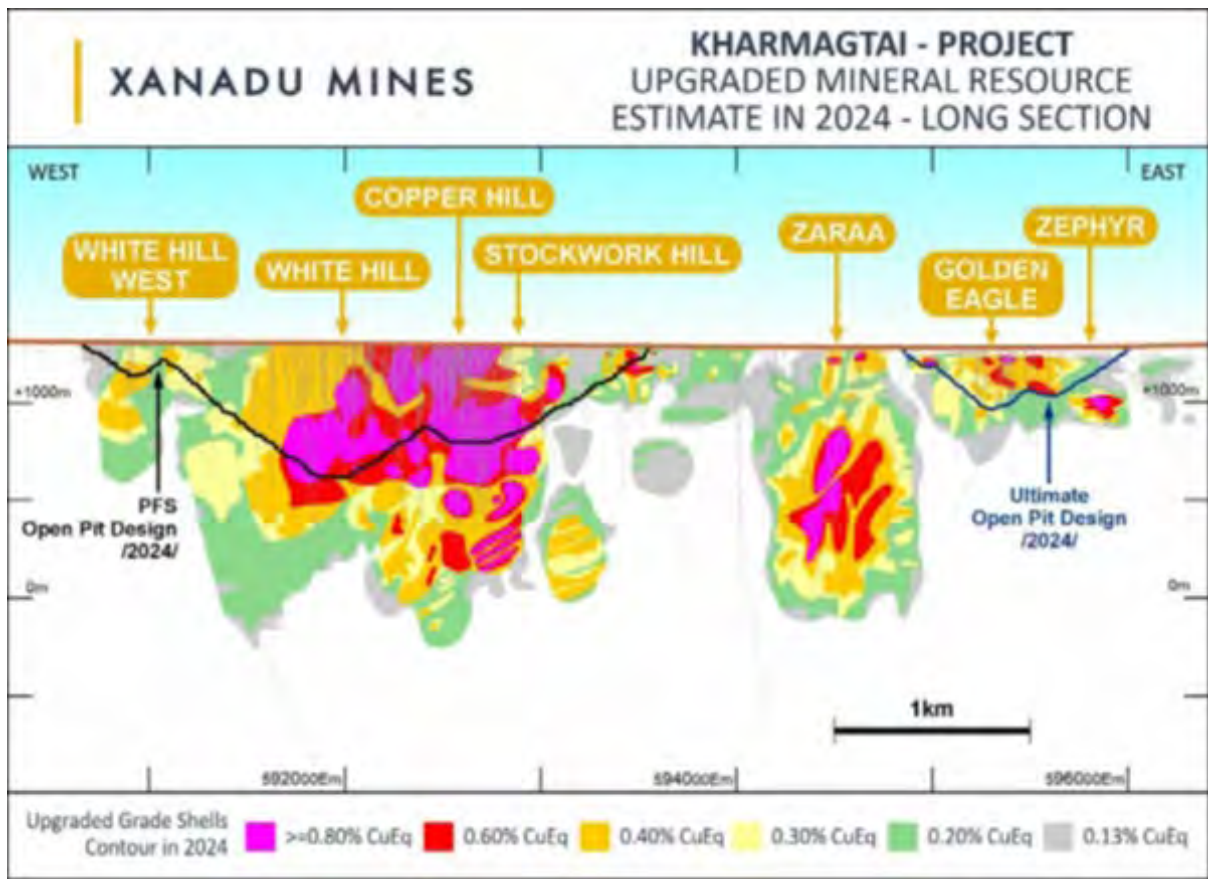 XANADU MINES
KHARMAGTAI - PROJECT
UPGRADED MINERAL RESOURCE
ESTIMATE IN 2024 - LONG SECTION
WEST
EAST
COPPER HILL
WHITE HILL
WEST
WHITE HILL
STOCKWORK HILL
ZARAA
GOLDEN
EAGLE
ZEPHYR
+1000m
+1000m
PFS
Open Pit Design
/2024/
Ultimate
Open Pit Design
/2024/
0m
0m
1km
592000Em
594000Em
596000Em
Upgraded Grade Shells
Contour in 2024
>=0.80% CuEq
0.60% CuEq
0.40% CuEq
0.30% CuEq
0.20% CuEq
0.13% CuEq